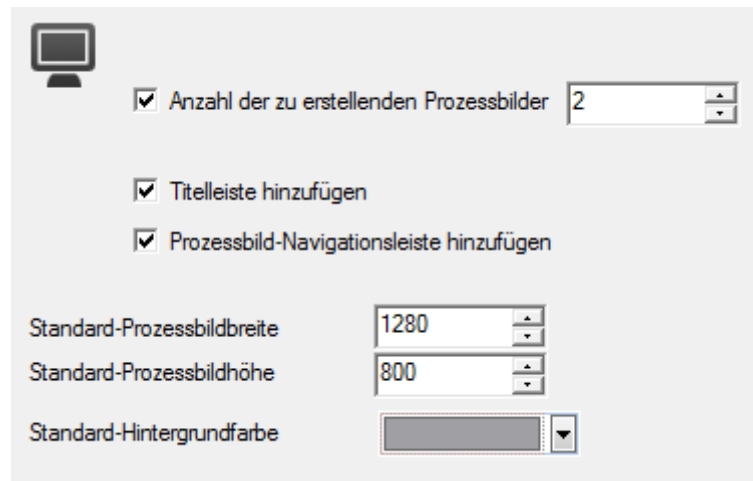 Anzahl der zu erstellenden Prozessbilder 2
Titelleiste hinzufügen
Prozessbild-Navigationsleiste hinzufügen
Standard-Prozessbildbreite 1280
Standard-Prozessbildhöhe 800
Standard-Hintergrundfarbe